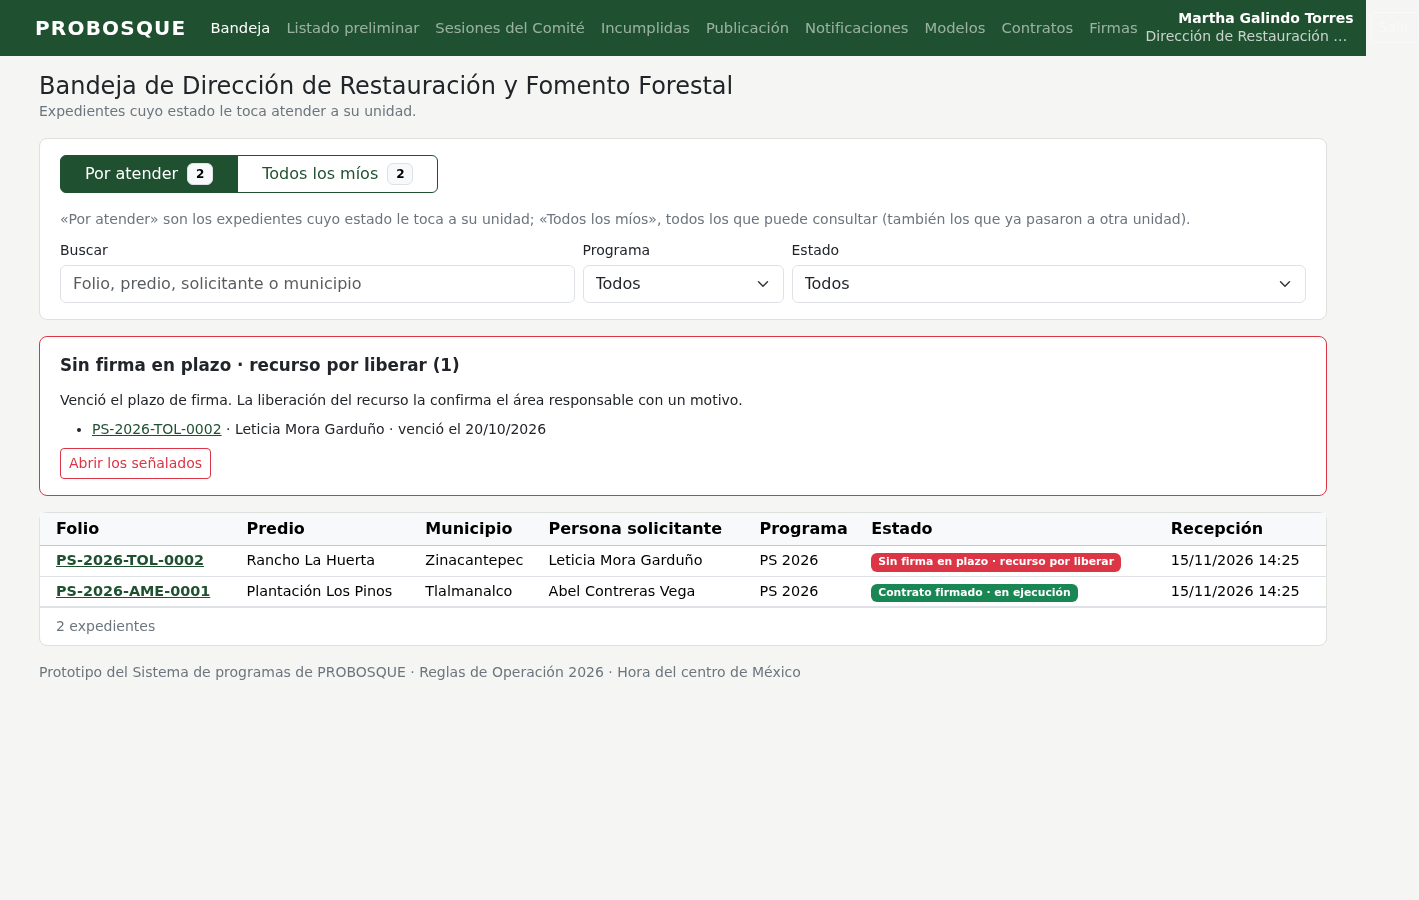 PROBOSQUE Bandeja Listado preliminar Sesiones del Comité Incumplidas Publicación Notificaciones Modelos Contratos Firmas Martha Galindo Torres
Dirección de Restauración ...
Bandeja de Dirección de Restauración y Fomento Forestal
Expedientes cuyo estado le toca atender a su unidad.
Por atender 2 Todos los míos 2
«Por atender» son los expedientes cuyo estado le toca a su unidad; «Todos los míos», todos los que puede consultar (también los que ya pasaron a otra unidad).
Buscar Programa Estado
Folio, predio, solicitante o municipio Todos Todos
Sin firma en plazo · recurso por liberar (1)
Venció el plazo de firma. La liberación del recurso la confirma el área responsable con un motivo.
• PS-2026-TOL-0002 · Leticia Mora Garduño · venció el 20/10/2026
Abrir los señalados
Folio Predio Municipio Persona solicitante Programa Estado Recepción
PS-2026-TOL-0002 Rancho La Huerta Zinacantepec Leticia Mora Garduño PS 2026 Sin firma en plazo · recurso por liberar 15/11/2026 14:25
PS-2026-AME-0001 Plantación Los Pinos Tlalmanalco Abel Contreras Vega PS 2026 Contrato firmado · en ejecución 15/11/2026 14:25
2 expedientes
Prototipo del Sistema de programas de PROBOSQUE · Reglas de Operación 2026 · Hora del centro de México